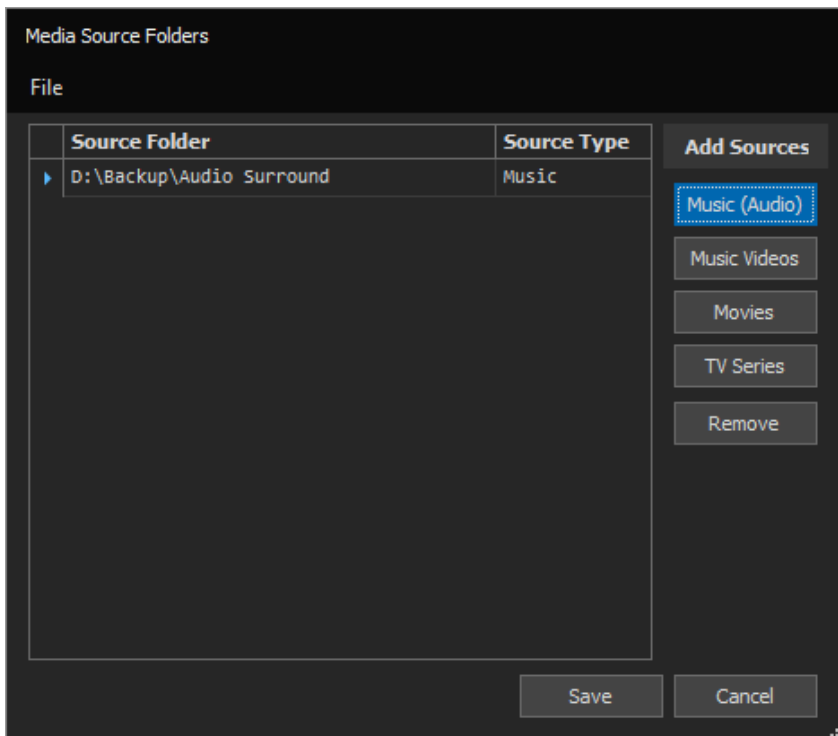 Media Source Folders
File
Source Folder Source Type Add Sources
D:\Backup\Audio Surround Music
Music (Audio)
Music Videos
Movies
TV Series
Remove
Save Cancel